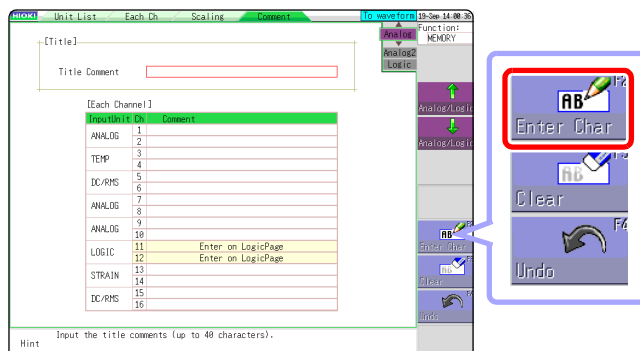 HIOKI Unit List Each Ch Scaling Comment To waveform 19-Sep 14:00:36
Function:
MEMORY
Analog
Analog2
Logic
[Title]
Title Comment
Analog/Logic
Analog/Logic
[Each Channel]
InputUnit Ch Comment
ANALOG 1
2
TEMP 3
4
DC/RMS 5
6
ANALOG 7
8
ANALOG 9
10
LOGIC 11 Enter on LogicPage
12 Enter on LogicPage
STRAIN 13
14
DC/RMS 15
16
AB
Enter Char
AB
Clear
Undo
Hint Input the title comments (up to 40 characters).
F2
AB
Enter Char
F3
AB
Clear
F4
Undo